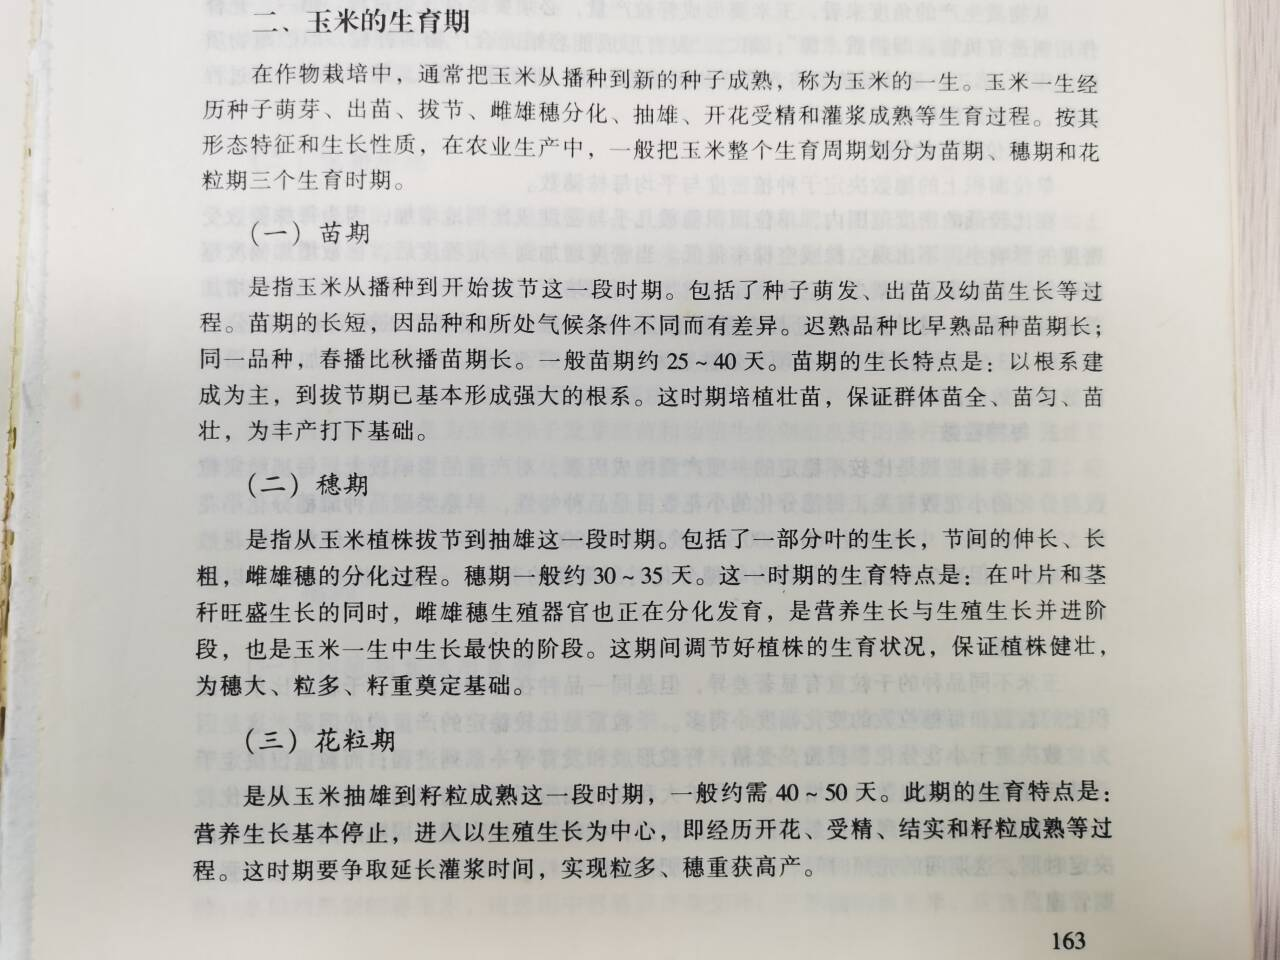 二、玉米的生育期
在作物栽培中，通常把玉米从播种到新的种子成熟，称为玉米的一生。玉米一生经
历种子萌芽、出苗、拔节、雌雄穗分化、抽雄、开花受精和灌浆成熟等生育过程。按其
形态特征和生长性质，在农业生产中，一般把玉米整个生育周期划分为苗期、穗期和花
粒期三个生育时期。
（一）苗期
是指玉米从播种到开始拔节这一段时期。包括了种子萌发、出苗及幼苗生长等过
程。苗期的长短，因品种和所处气候条件不同而有差异。迟熟品种比早熟品种苗期长；
同一品种，春播比秋播苗期长。一般苗期约 25～40 天。苗期的生长特点是：以根系建
成为主，到拔节期已基本形成强大的根系。这时期培植壮苗，保证群体苗全、苗匀、苗
壮，为丰产打下基础。
（二）穗期
是指从玉米植株拔节到抽雄这一段时期。包括了一部分叶的生长，节间的伸长、长
粗，雌雄穗的分化过程。穗期一般约 30～35 天。这一时期的生育特点是：在叶片和茎
秆旺盛生长的同时，雌雄穗生殖器官也正在分化发育，是营养生长与生殖生长并进阶
段，也是玉米一生中生长最快的阶段。这期间调节好植株的生育状况，保证植株健壮，
为穗大、粒多、籽重奠定基础。
（三）花粒期
是从玉米抽雄到籽粒成熟这一段时期，一般约需 40～50 天。此期的生育特点是：
营养生长基本停止，进入以生殖生长为中心，即经历开花、受精、结实和籽粒成熟等过
程。这时期要争取延长灌浆时间，实现粒多、穗重获高产。
163